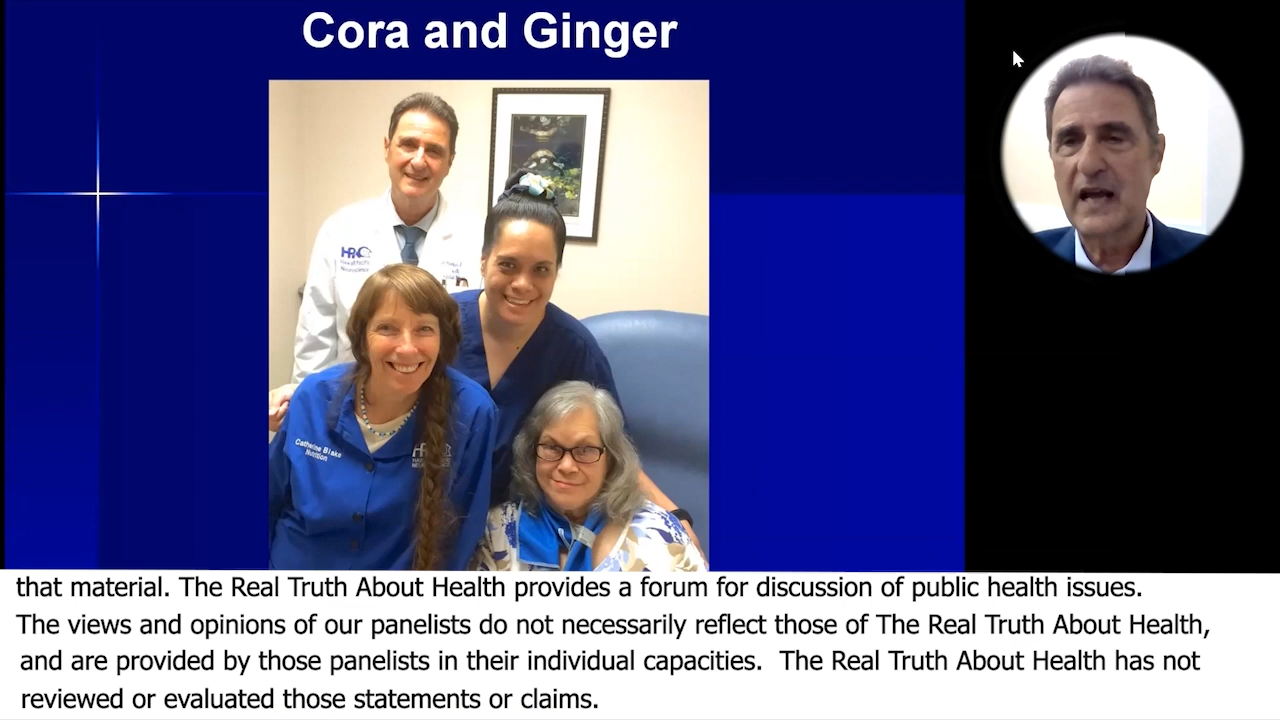 Cora and Ginger
Catherine Blake
Nutrition
that material. The Real Truth About Health provides a forum for discussion of public health issues.
The views and opinions of our panelists do not necessarily reflect those of The Real Truth About Health,
and are provided by those panelists in their individual capacities. The Real Truth About Health has not
reviewed or evaluated those statements or claims.